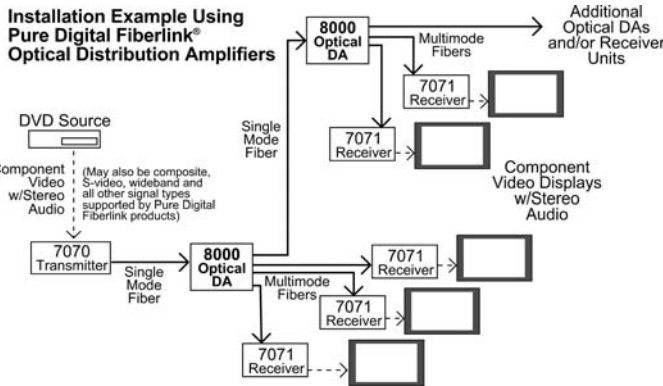 Installation Example Using
Pure Digital Fiberlink®
Optical Distribution Amplifiers
8000
Optical
DA
Multimode
Fibers
Additional
Optical DAs
and/or Receiver
Units
7071
Receiver
7071
Receiver
Single
Mode
Fiber
DVD Source
Component
Video
w/Stereo
Audio
(May also be composite,
S-video, wideband and
all other signal types
supported by Pure Digital
Fiberlink products)
Component
Video Displays
w/Stereo
Audio
7070
Transmitter
Single
Mode
Fiber
8000
Optical
DA
Multimode
Fibers
7071
Receiver
7071
Receiver
7071
Receiver